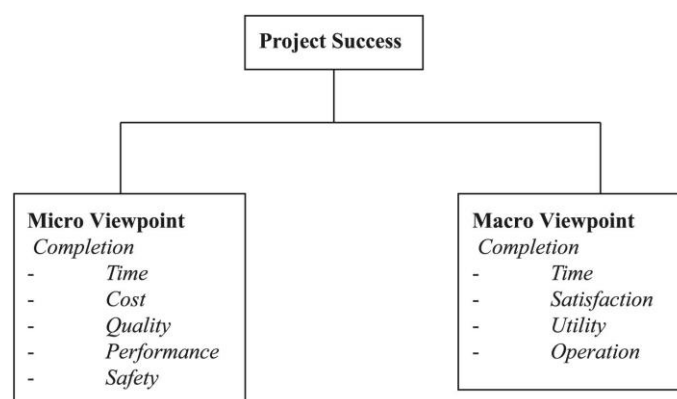 Project Success
Micro Viewpoint
Completion
- Time
- Cost
- Quality
- Performance
- Safety
Macro Viewpoint
Completion
- Time
- Satisfaction
- Utility
- Operation